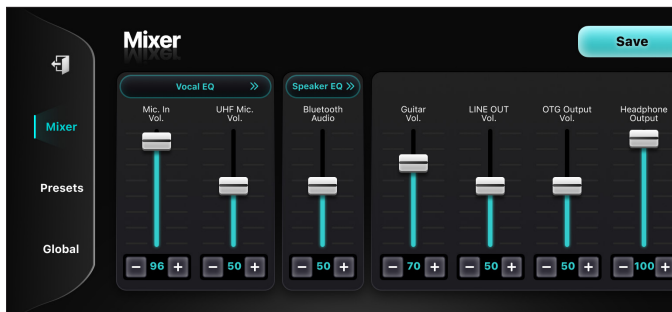 Mixer
Save
Vocal EQ
Speaker EQ
Mic. In
Vol.
UHF Mic.
Vol.
Bluetooth
Audio
Guitar
Vol.
LINE OUT
Vol.
OTG Output
Vol.
Headphone
Output
Mixer
Presets
Global
96
50
50
70
50
50
100